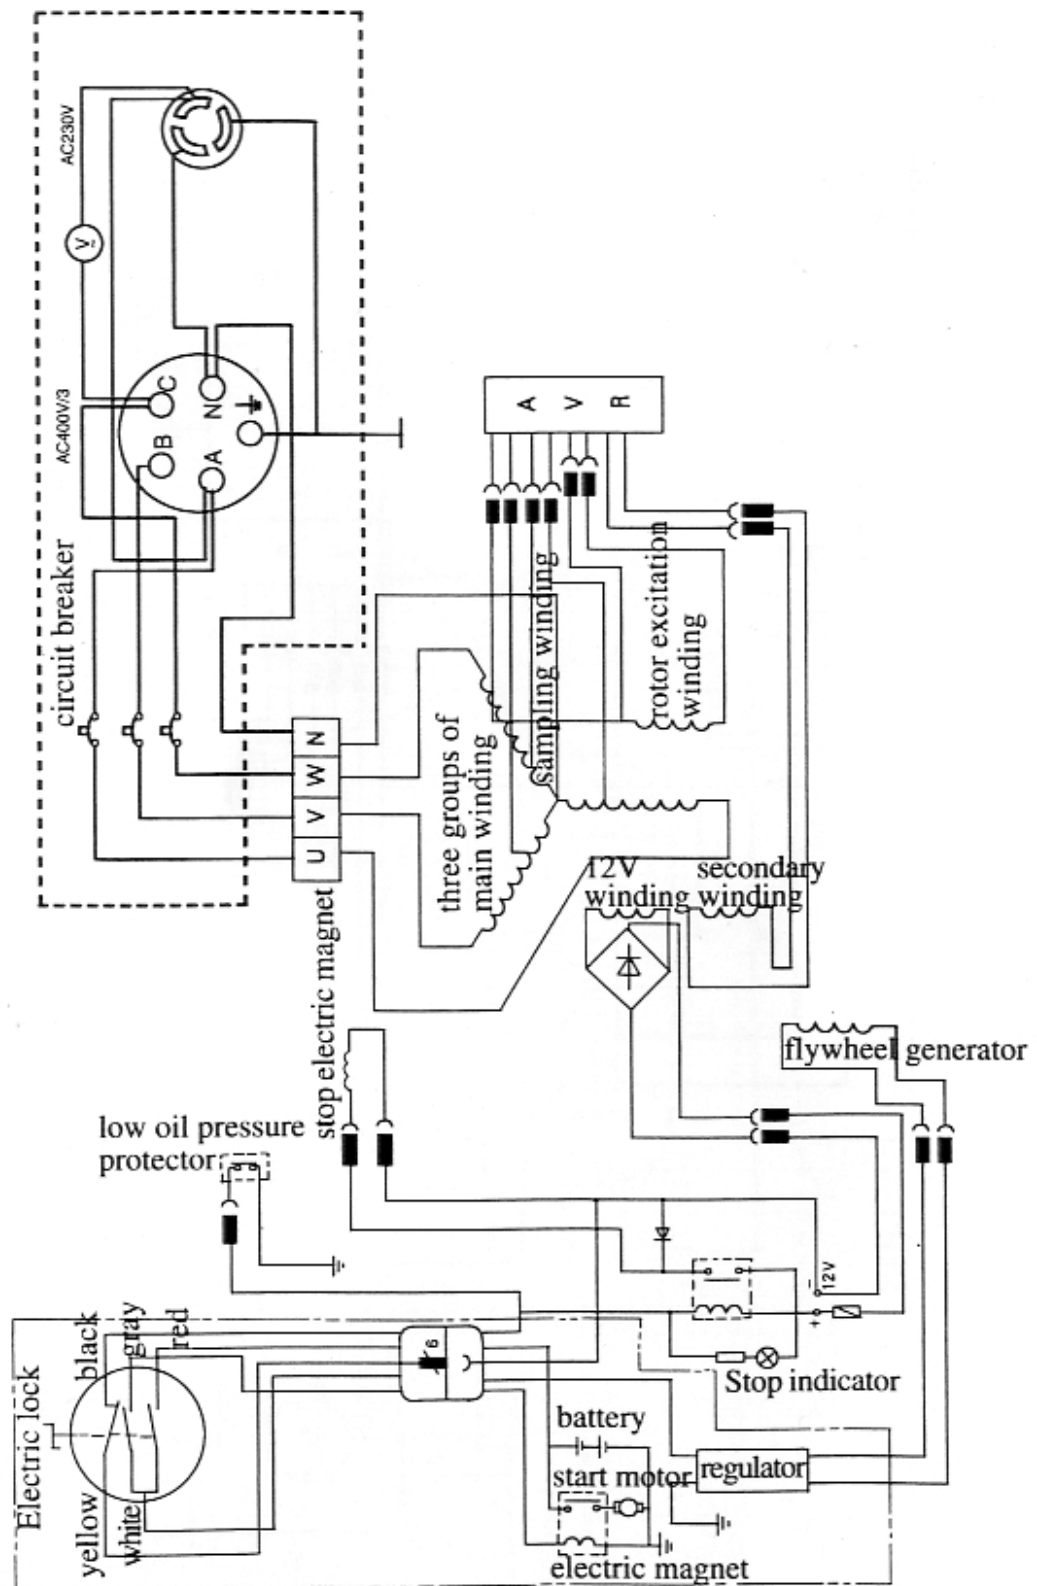 AC230V
V
AC400V/3
C
N
B
A
circuit breaker
A V R
N
W
V
U
three groups of
main winding
sampling winding
rotor excitation
winding
12V
winding
secondary
winding
stop electric magnet
flywheel generator
low oil pressure
protector
12V
-
+
Electric lock
black
gray
red
yellow
white
6
Stop indicator
battery
start motor
regulator
electric magnet